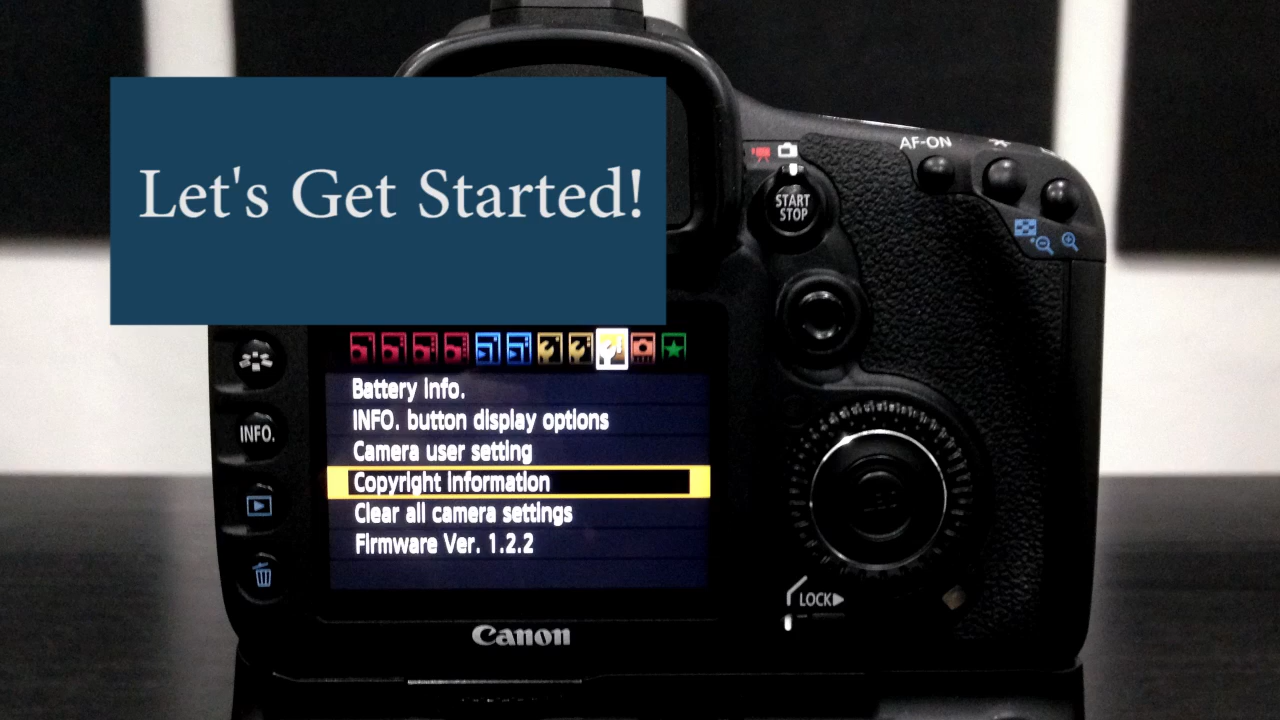 Let's Get Started!
AF-ON
START
STOP
Battery info.
INFO. button display options
INFO.
Camera user setting
Copyright information
Clear all camera settings
Firmware Ver. 1.2.2
LOCK
Canon